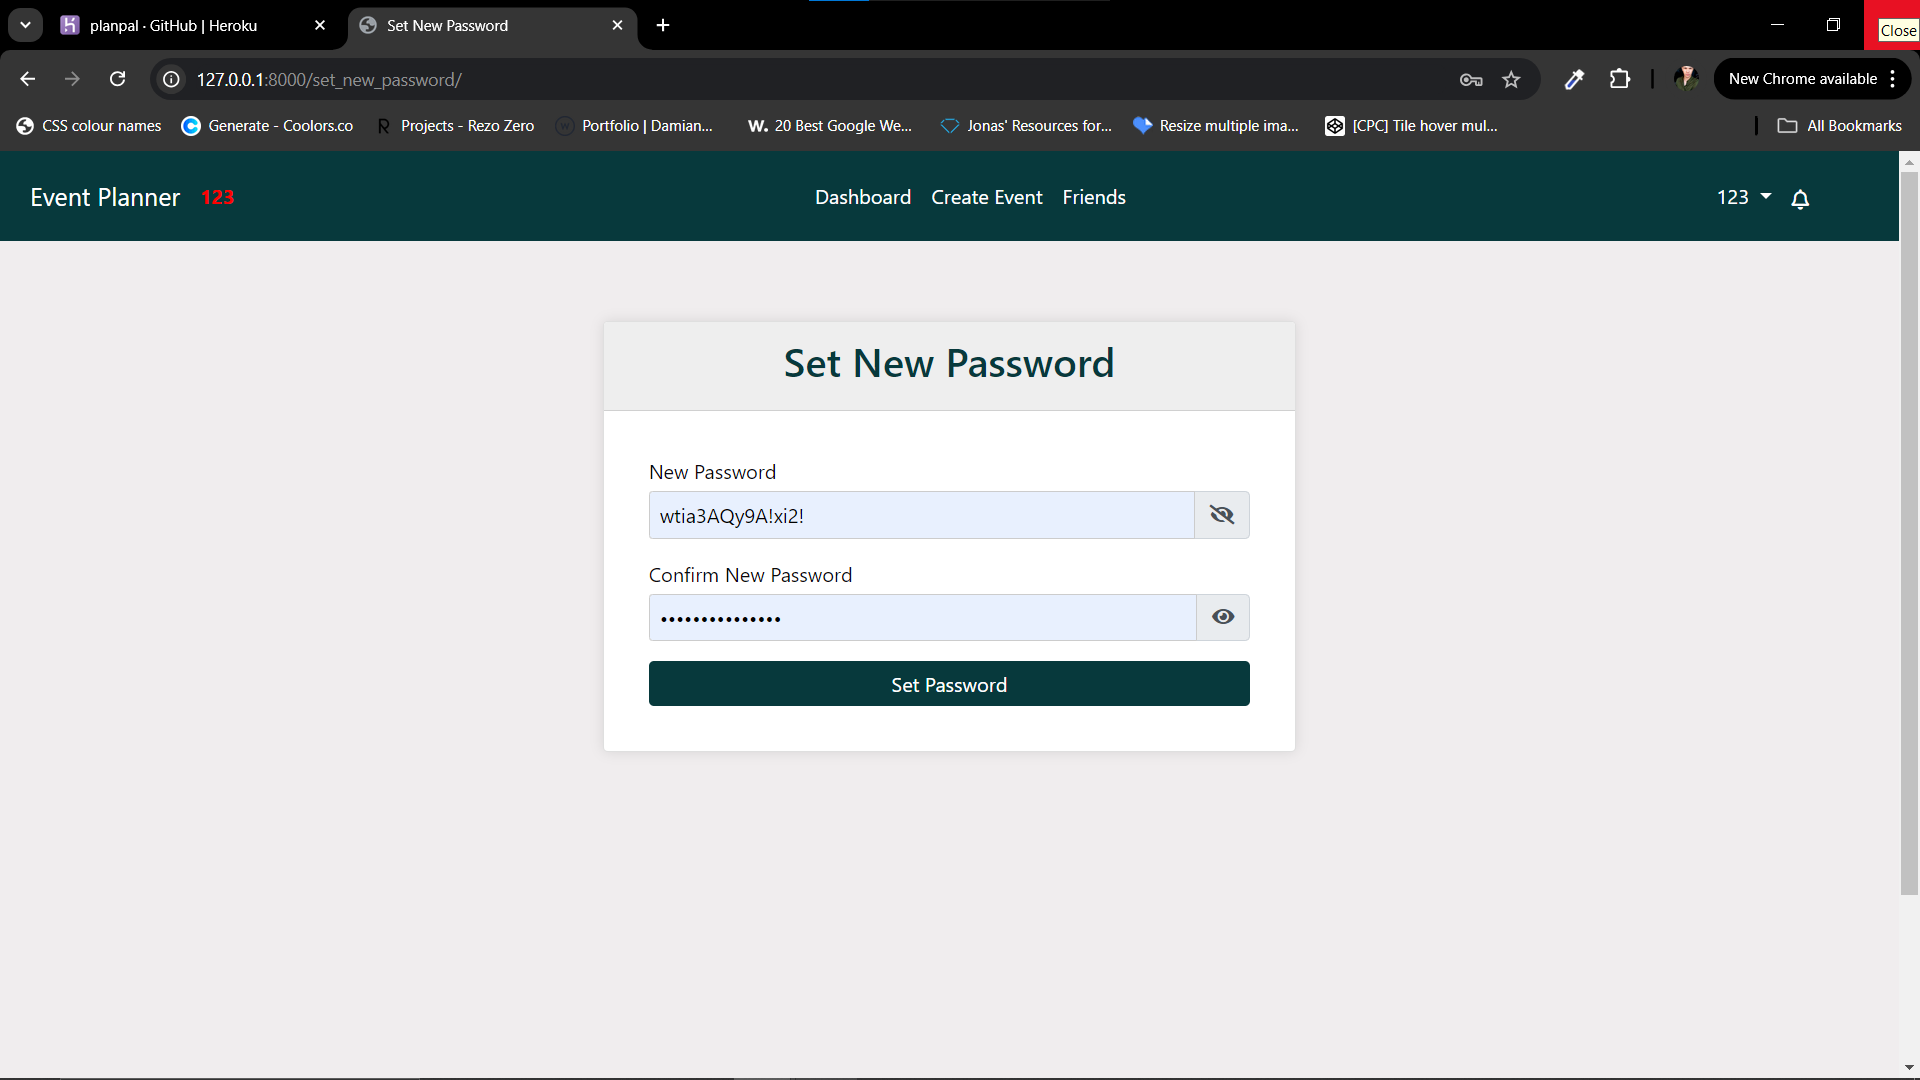 planpal · GitHub | Heroku
Set New Password
Close
127.0.0.1:8000/set_new_password/
New Chrome available
CSS colour names
Generate - Coolors.co
Projects - Rezo Zero
Portfolio | Damian...
W. 20 Best Google We...
Jonas' Resources for...
Resize multiple ima...
[CPC] Tile hover mul...
All Bookmarks
Event Planner 123
Dashboard Create Event Friends
123
Set New Password
New Password
wtia3AQy9A!xi2!
Confirm New Password
•••••••••••••••
Set Password